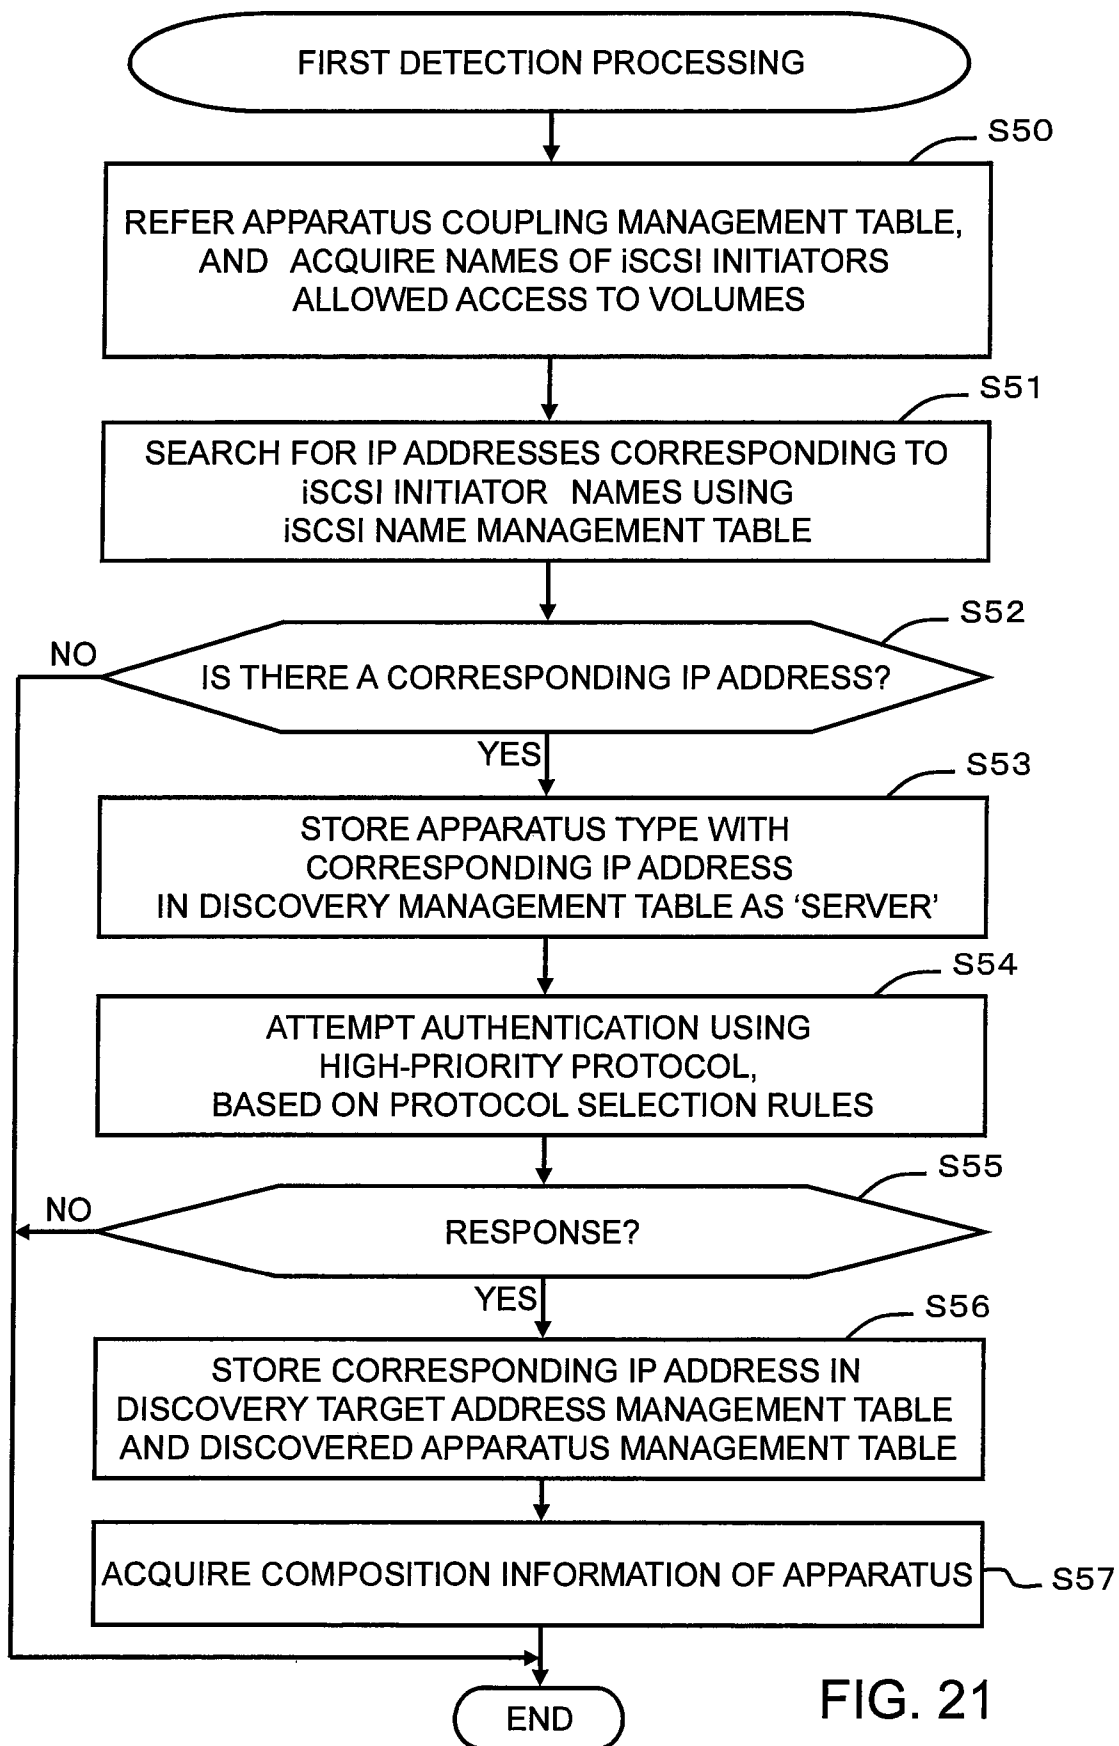 FIRST DETECTION PROCESSING
S50
REFER APPARATUS COUPLING MANAGEMENT TABLE,
AND ACQUIRE NAMES OF iSCSI INITIATORS
ALLOWED ACCESS TO VOLUMES
S51
SEARCH FOR IP ADDRESSES CORRESPONDING TO
iSCSI INITIATOR NAMES USING
iSCSI NAME MANAGEMENT TABLE
S52
NO
IS THERE A CORRESPONDING IP ADDRESS?
YES
S53
STORE APPARATUS TYPE WITH
CORRESPONDING IP ADDRESS
IN DISCOVERY MANAGEMENT TABLE AS ‘SERVER’
S54
ATTEMPT AUTHENTICATION USING
HIGH-PRIORITY PROTOCOL,
BASED ON PROTOCOL SELECTION RULES
S55
NO
RESPONSE?
YES
S56
STORE CORRESPONDING IP ADDRESS IN
DISCOVERY TARGET ADDRESS MANAGEMENT TABLE
AND DISCOVERED APPARATUS MANAGEMENT TABLE
ACQUIRE COMPOSITION INFORMATION OF APPARATUS
S57
END
FIG. 21